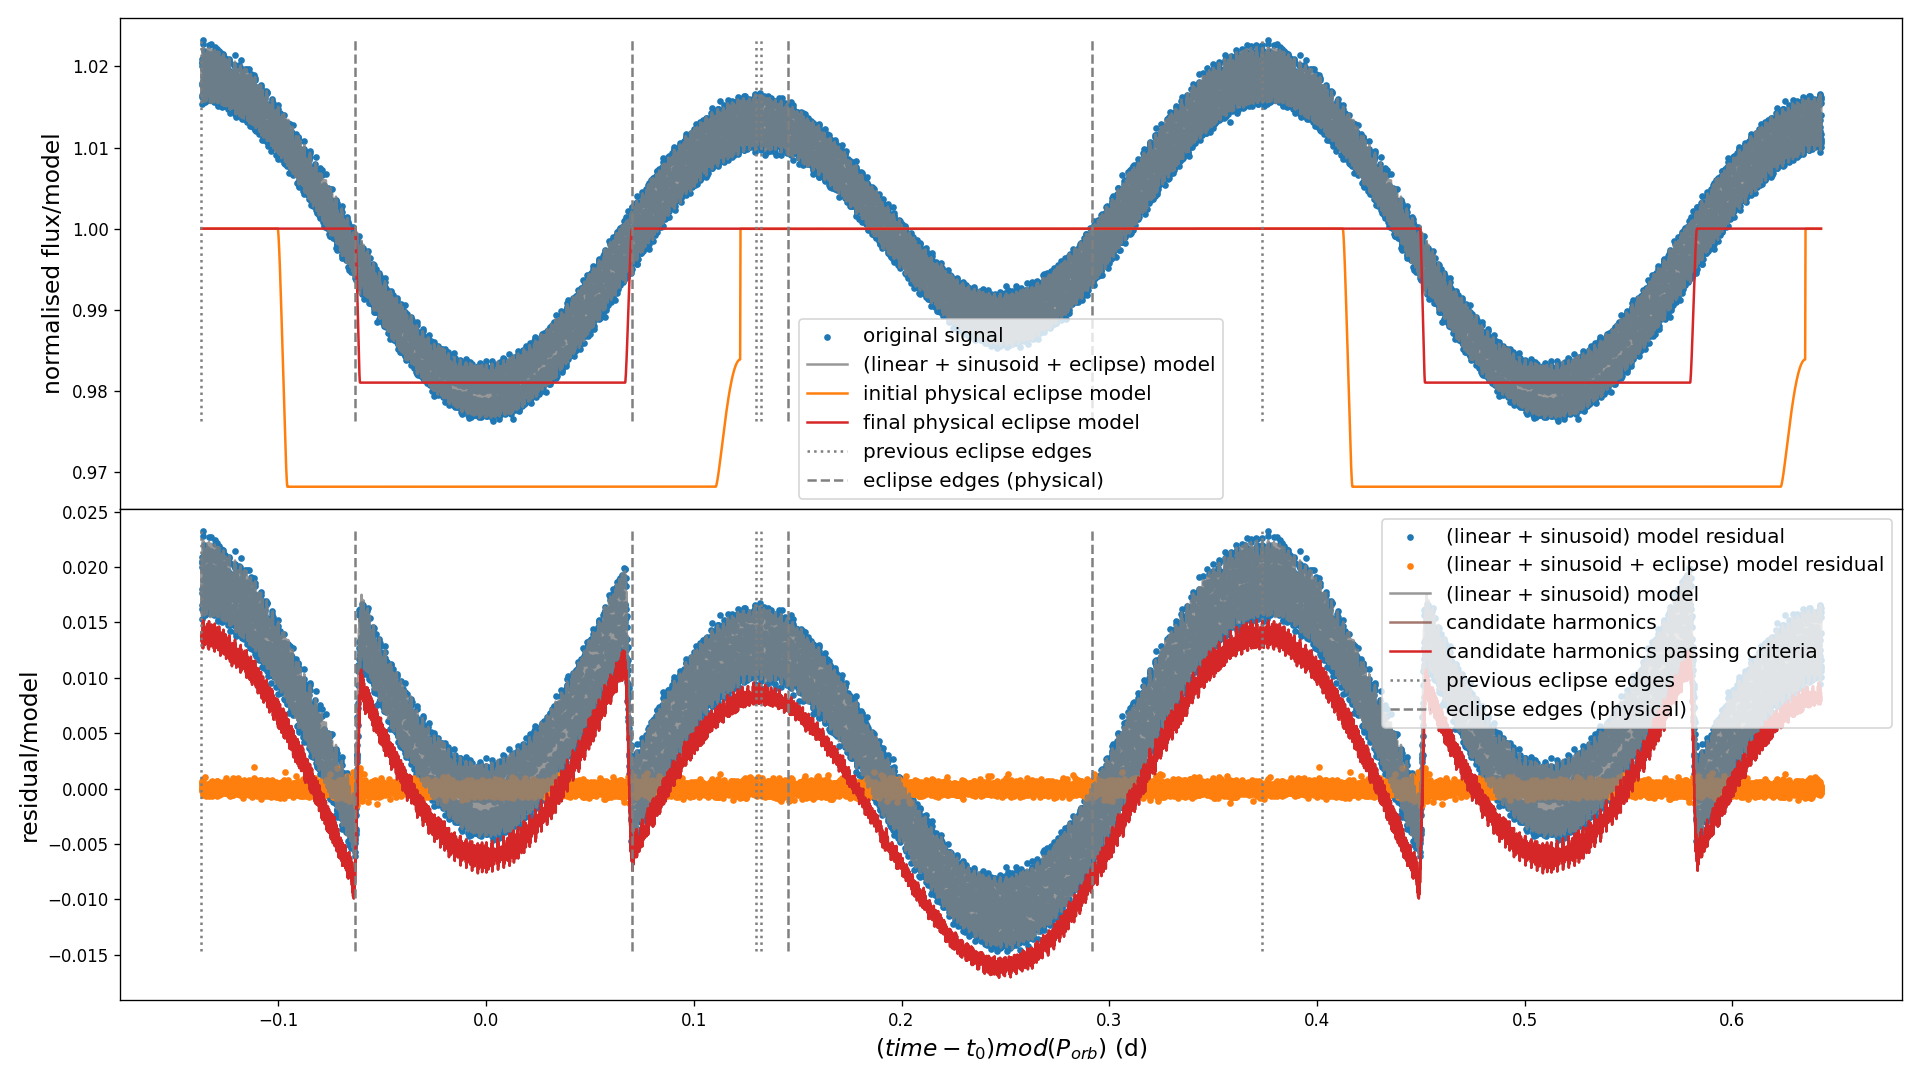 normalised flux/model
1.02
1.01
1.00
0.99
0.98
0.97
original signal
(linear + sinusoid + eclipse) model
initial physical eclipse model
final physical eclipse model
previous eclipse edges
eclipse edges (physical)
residual/model
0.025
0.020
0.015
0.010
0.005
0.000
−0.005
−0.010
−0.015
(linear + sinusoid) model residual
(linear + sinusoid + eclipse) model residual
(linear + sinusoid) model
candidate harmonics
candidate harmonics passing criteria
previous eclipse edges
eclipse edges (physical)
−0.1 0.0 0.1 0.2 0.3 0.4 0.5 0.6
(time − t₀)mod(P_orb) (d)